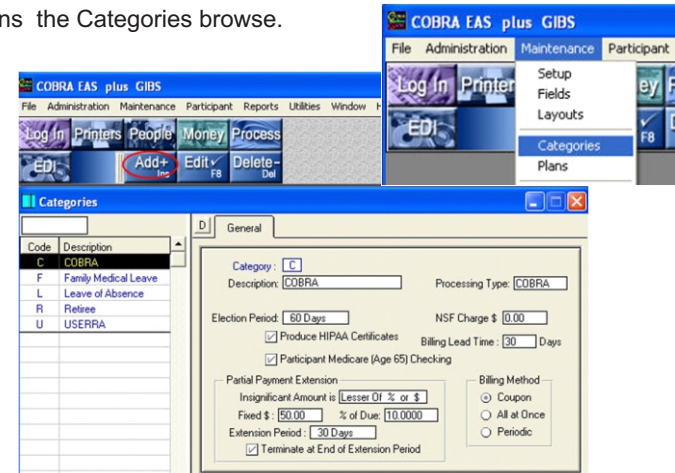 ns the Categories browse.
COBRA EAS plus GIBS
File Administration Maintenance Participant
Log In Printer
EDI
Setup
Fields
Layouts
Categories
Plans
ey
F8
COBRA EAS plus GIBS
File Administration Maintenance Participant Reports Utilities Window H
Log In Printers People Money Process
EDI Add+ Ins Edit F8 Delete- Del
Categories
D General
Code Description
C COBRA
F Family Medical Leave
L Leave of Absence
R Retiree
U USERRA
Category: C
Description: COBRA Processing Type: COBRA
Election Period: 60 Days NSF Charge $ 0.00
Produce HIPAA Certificates Billing Lead Time: 30 Days
Participant Medicare (Age 65) Checking
Partial Payment Extension
Insignificant Amount is Lesser Of % or $
Fixed $: 50.00 % of Due: 10.0000
Extension Period: 30 Days
Terminate at End of Extension Period
Billing Method
Coupon
All at Once
Periodic